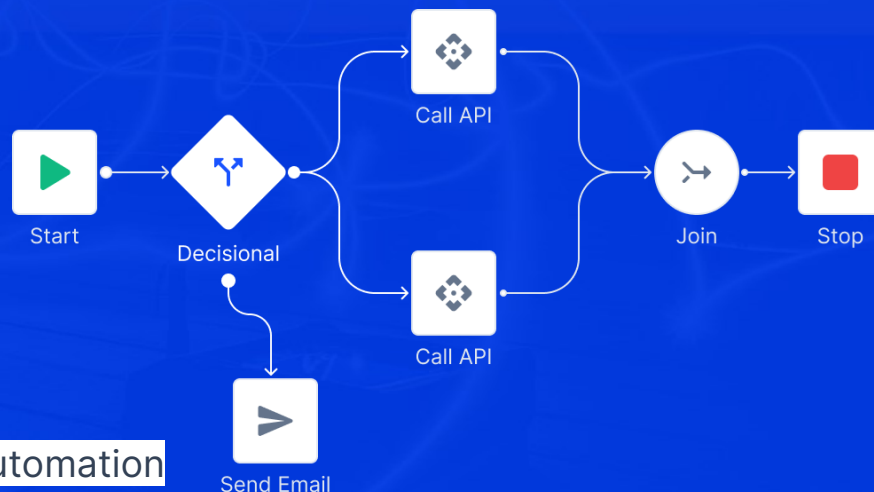 Call API
Start
Join
Stop
Decisional
Call API
utomation
Send Email